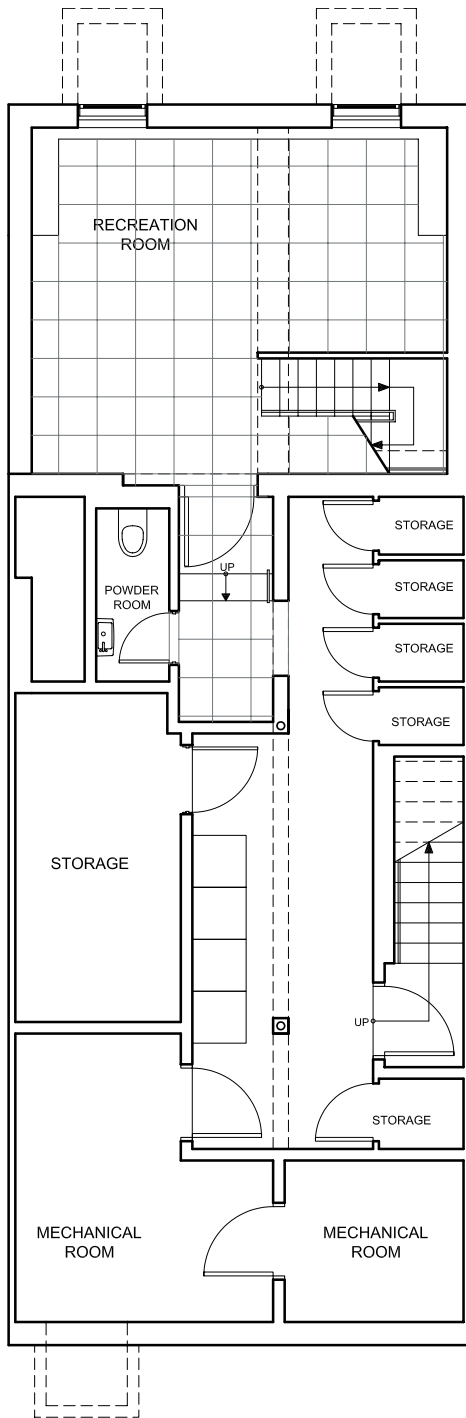 RECREATION
ROOM
STORAGE
UP
STORAGE
POWDER
ROOM
STORAGE
STORAGE
STORAGE
UP
STORAGE
MECHANICAL
ROOM
MECHANICAL
ROOM